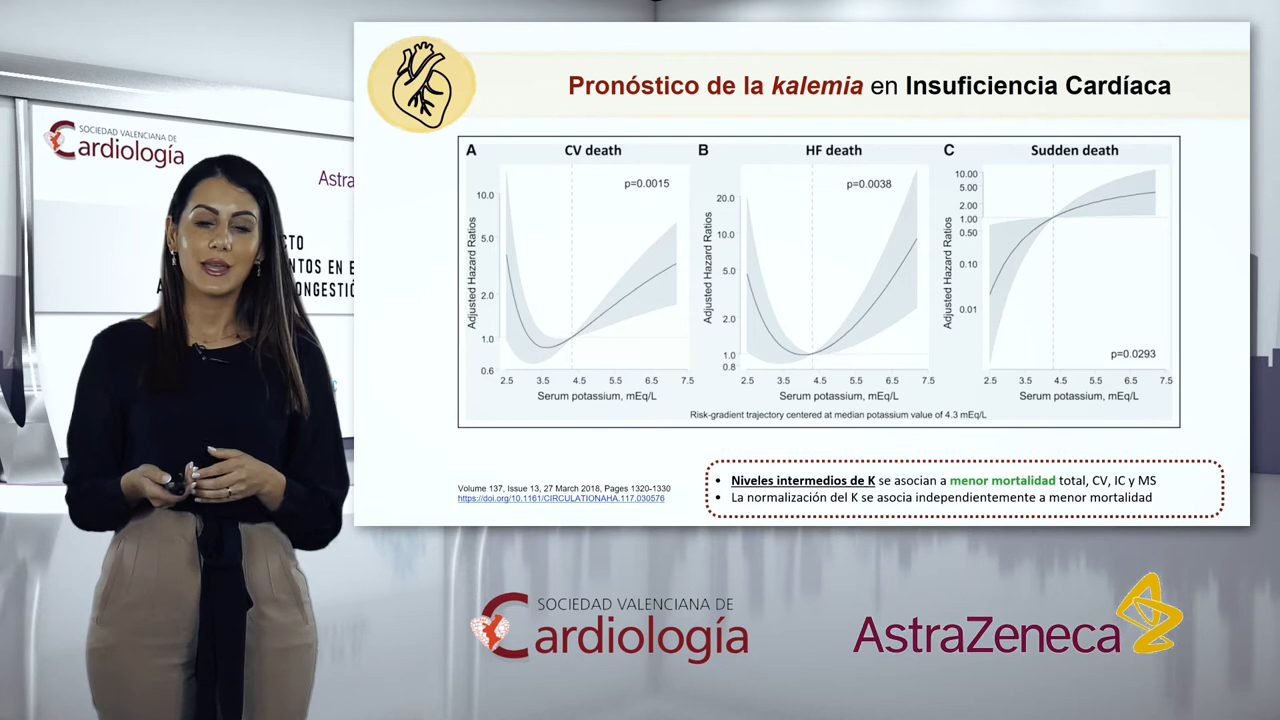 SOCIEDAD VALENCIANA DE
Cardiología
Astra
CTO
NTOS EN E
A
ONGESTIÓ
Pronóstico de la kalemia en Insuficiencia Cardíaca
A CV death
p=0.0015
Adjusted Hazard Ratios
10.0
5.0
2.0
1.0
0.6
2.5 3.5 4.5 5.5 6.5 7.5
Serum potassium, mEq/L
B HF death
p=0.0038
Adjusted Hazard Ratios
20.0
10.0
5.0
2.0
1.0
0.8
2.5 3.5 4.5 5.5 6.5 7.5
Serum potassium, mEq/L
C Sudden death
Adjusted Hazard Ratios
10.00
5.00
2.00
1.00
0.50
0.10
0.01
p=0.0293
2.5 3.5 4.5 5.5 6.5 7.5
Serum potassium, mEq/L
Risk-gradient trajectory centered at median potassium value of 4.3 mEq/L
Volume 137, Issue 13, 27 March 2018, Pages 1320-1330
https://doi.org/10.1161/CIRCULATIONAHA.117.030576
• Niveles intermedios de K se asocian a menor mortalidad total, CV, IC y MS
• La normalización del K se asocia independientemente a menor mortalidad
SOCIEDAD VALENCIANA DE
Cardiología
AstraZeneca